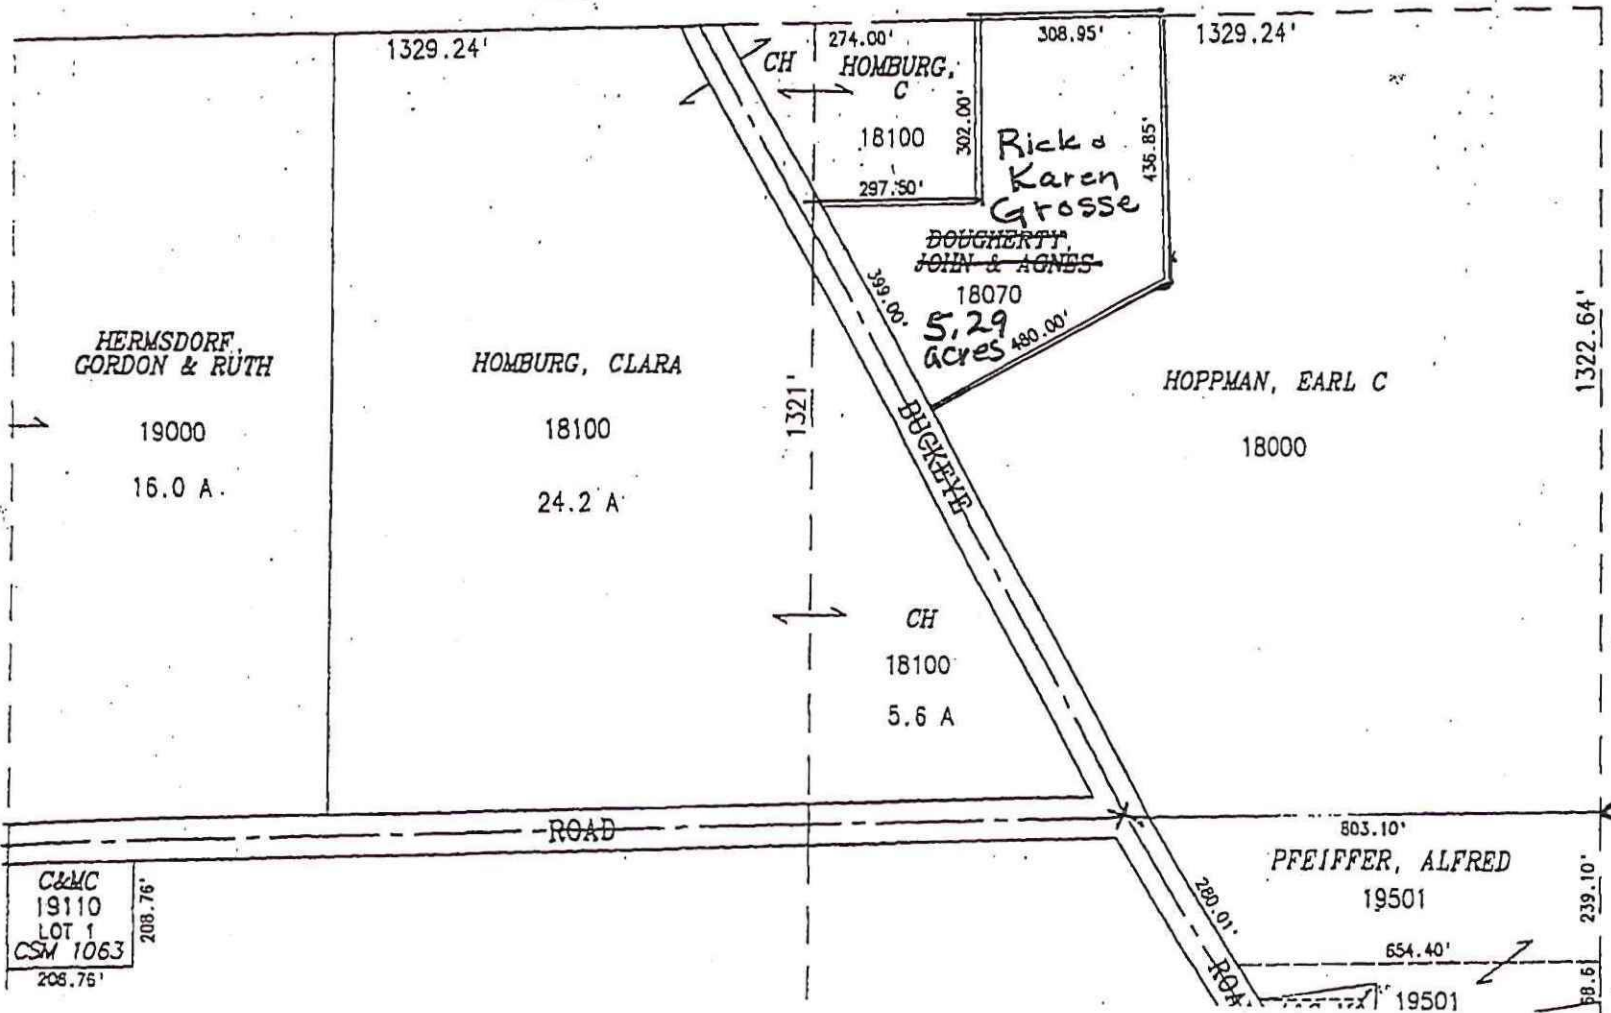 1329.24'
274.00'
308.95'
1329.24'
CH
HOMBURG,
C
18100
302.00'
297.50'
Rick &
Karen
Grosse
436.85'
DOUGHERTY,
JOHN & AGNES
18070
5.29
acres
399.00'
480.00'
HERMSDORF,
GORDON & RUTH
19000
16.0 A.
HOMBURG, CLARA
18100
24.2 A
1321'
BUCKEYE
HOPPMAN, EARL C
18000
1322.64'
CH
18100
5.6 A
ROAD
803.10'
C&MC
19110
LOT 1
CSM 1063
208.76'
208.76'
PFEIFFER, ALFRED
19501
239.10'
280.01'
654.40'
19501